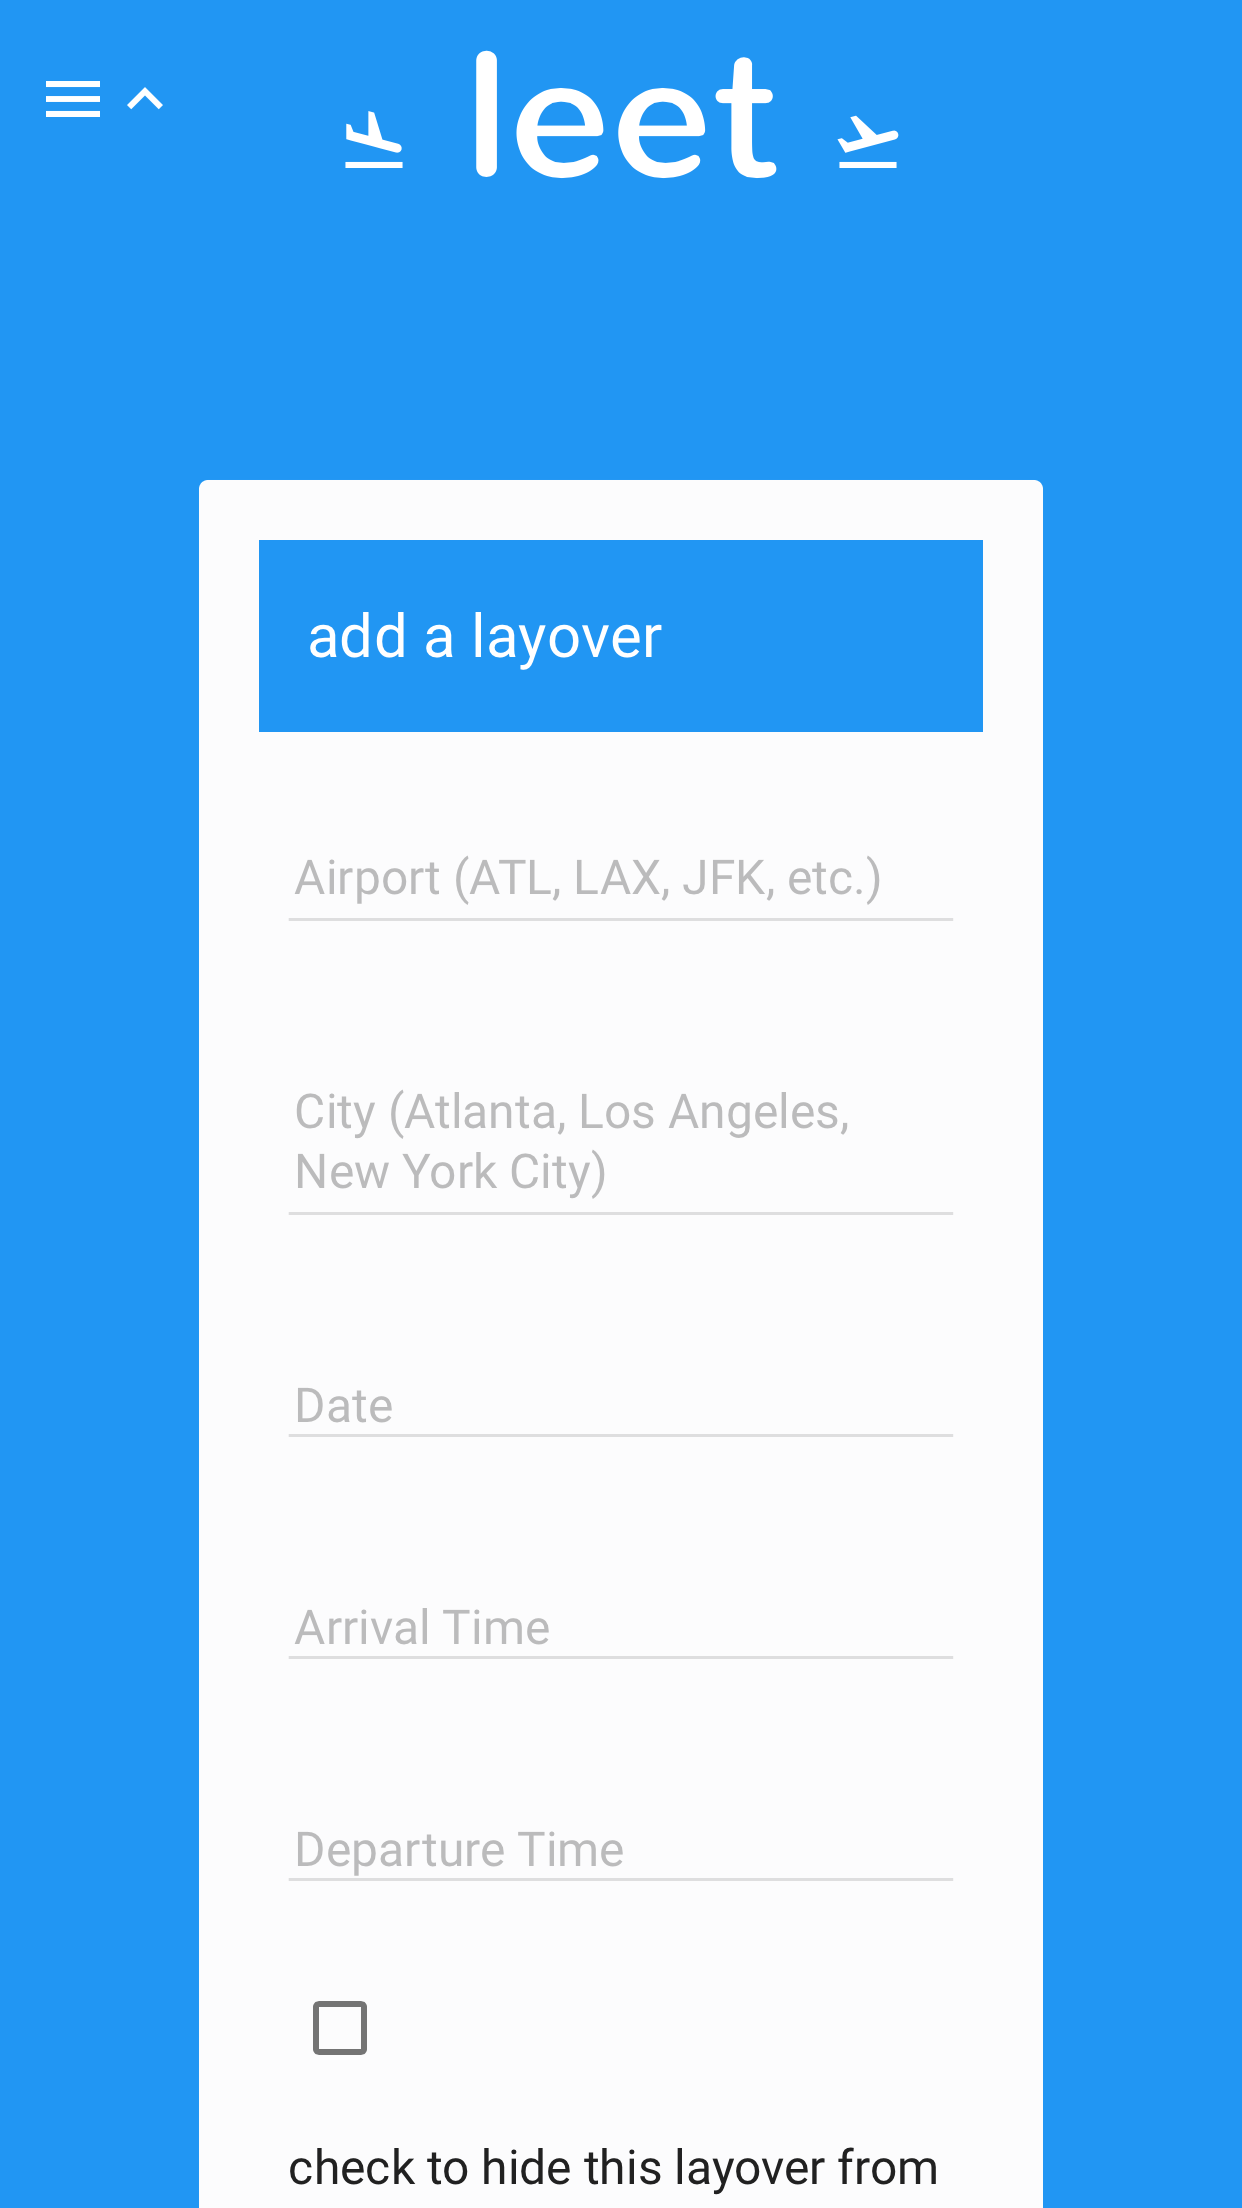 leet
add a layover
Airport (ATL, LAX, JFK, etc.)
City (Atlanta, Los Angeles,
New York City)
Date
Arrival Time
Departure Time
check to hide this layover from